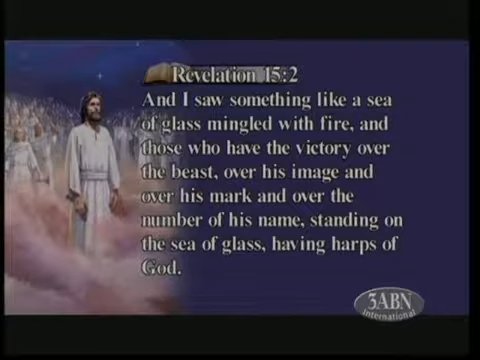 Revelation 15:2
And I saw something like a sea
of glass mingled with fire, and
those who have the victory over
the beast, over his image and
over his mark and over the
number of his name, standing on
the sea of glass, having harps of
God.
3ABN
International